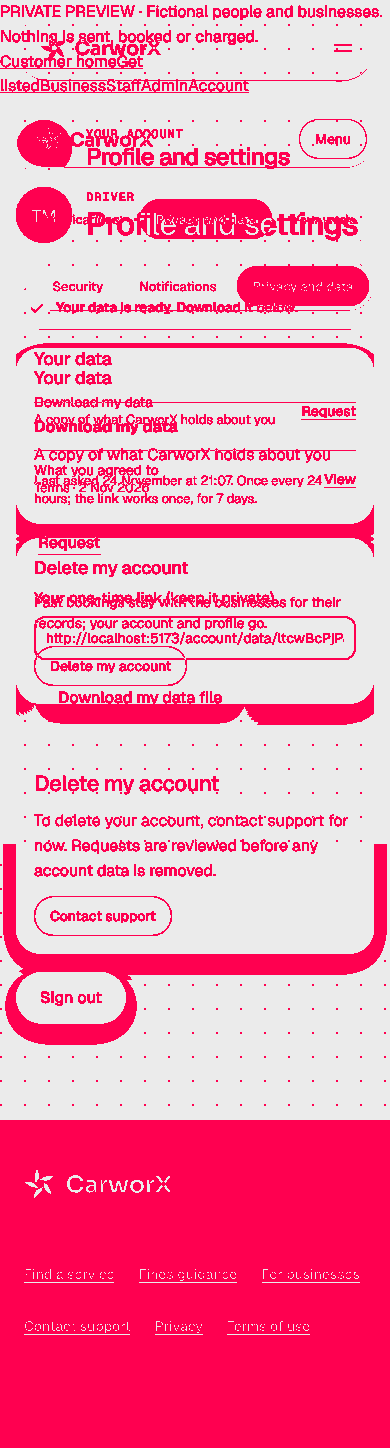 PRIVATE PREVIEW · Fictional people and businesses.
Nothing is sent, booked or charged.
CarworX
Customer homeGet
listedBusinessStaffAdminAccount
CarworX
YOUR ACCOUNT
Menu
Profile and settings
DRIVER
TM
Profile and settings
Security Notifications Privacy and data
Your data is ready. Download it below.
Your data
Your data
Download my data
Request
A copy of what CarworX holds about you
Download my data
A copy of what CarworX holds about you
What you agreed to
View
Last asked 24 November at 21:07. Once every 24
Terms · 2 Nov 2026
hours; the link works once, for 7 days.
Request
Delete my account
Your one-time link (keep it private)
Past bookings stay with the businesses for their
records; your account and profile go.
http://localhost:5173/account/data/ltcwBcPjP
Delete my account
Download my data file
Delete my account
To delete your account, contact support for
now. Requests are reviewed before any
account data is removed.
Contact support
Sign out
CarworX
Find a service Fines guidance For businesses
Contact support Privacy Terms of use